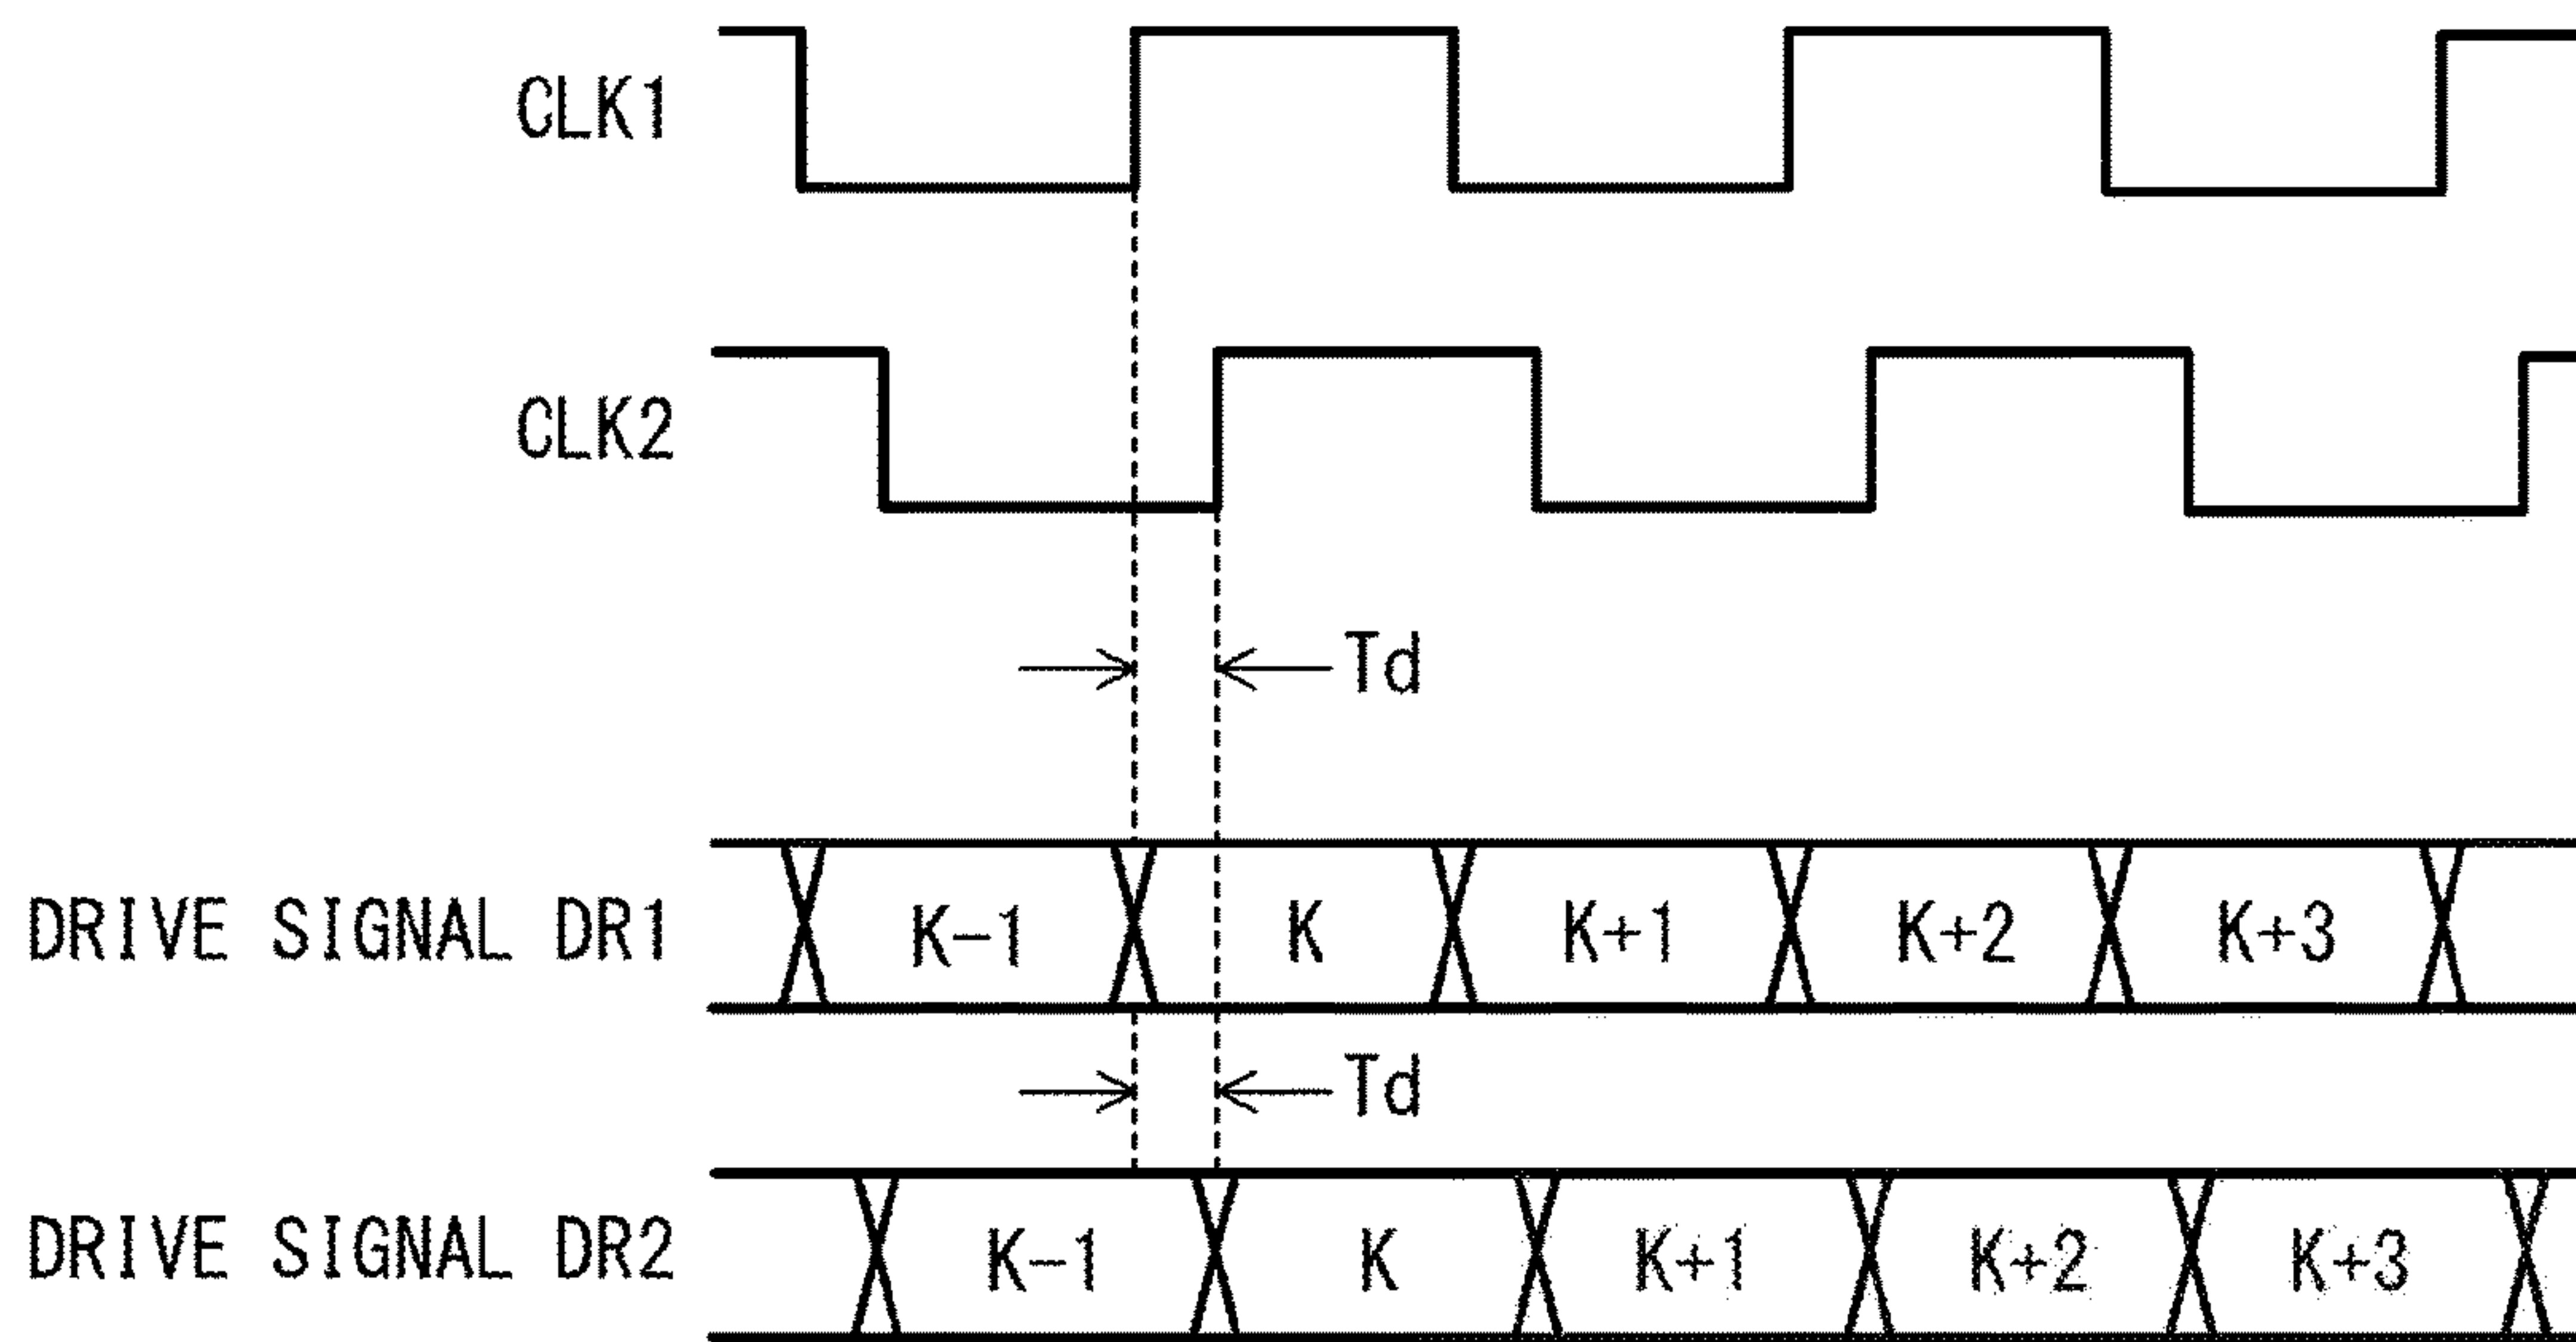 CLK1
CLK2
Td
DRIVE SIGNAL DR1 K-1 K K+1 K+2 K+3
Td
DRIVE SIGNAL DR2 K-1 K K+1 K+2 K+3